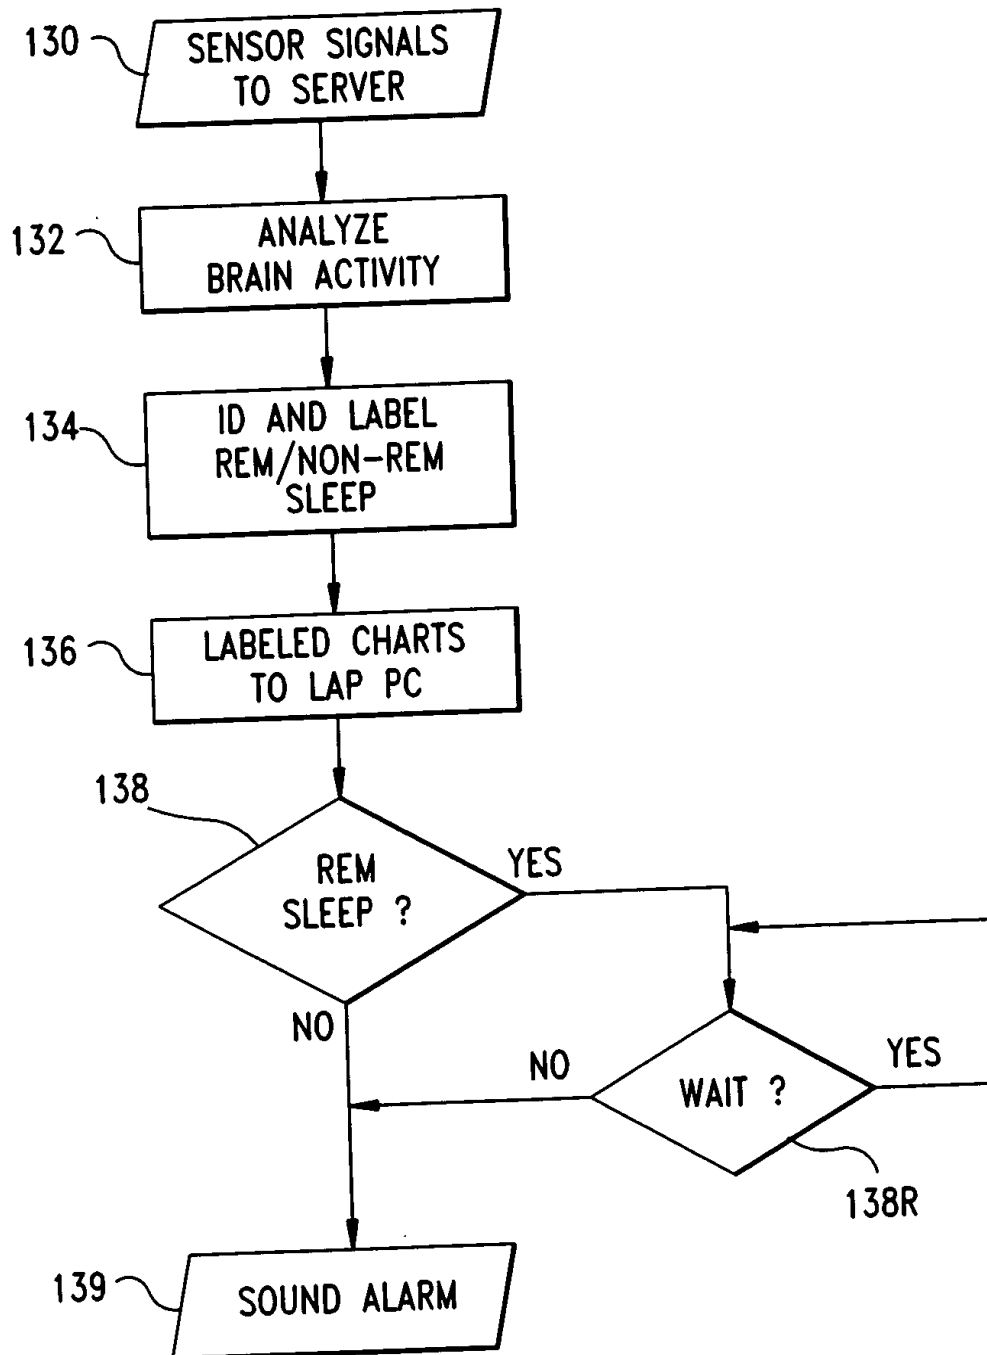 130
SENSOR SIGNALS
TO SERVER
132
ANALYZE
BRAIN ACTIVITY
134
ID AND LABEL
REM/NON-REM
SLEEP
136
LABELED CHARTS
TO LAP PC
138
REM
SLEEP ?
YES
NO
NO
WAIT ?
YES
138R
139
SOUND ALARM